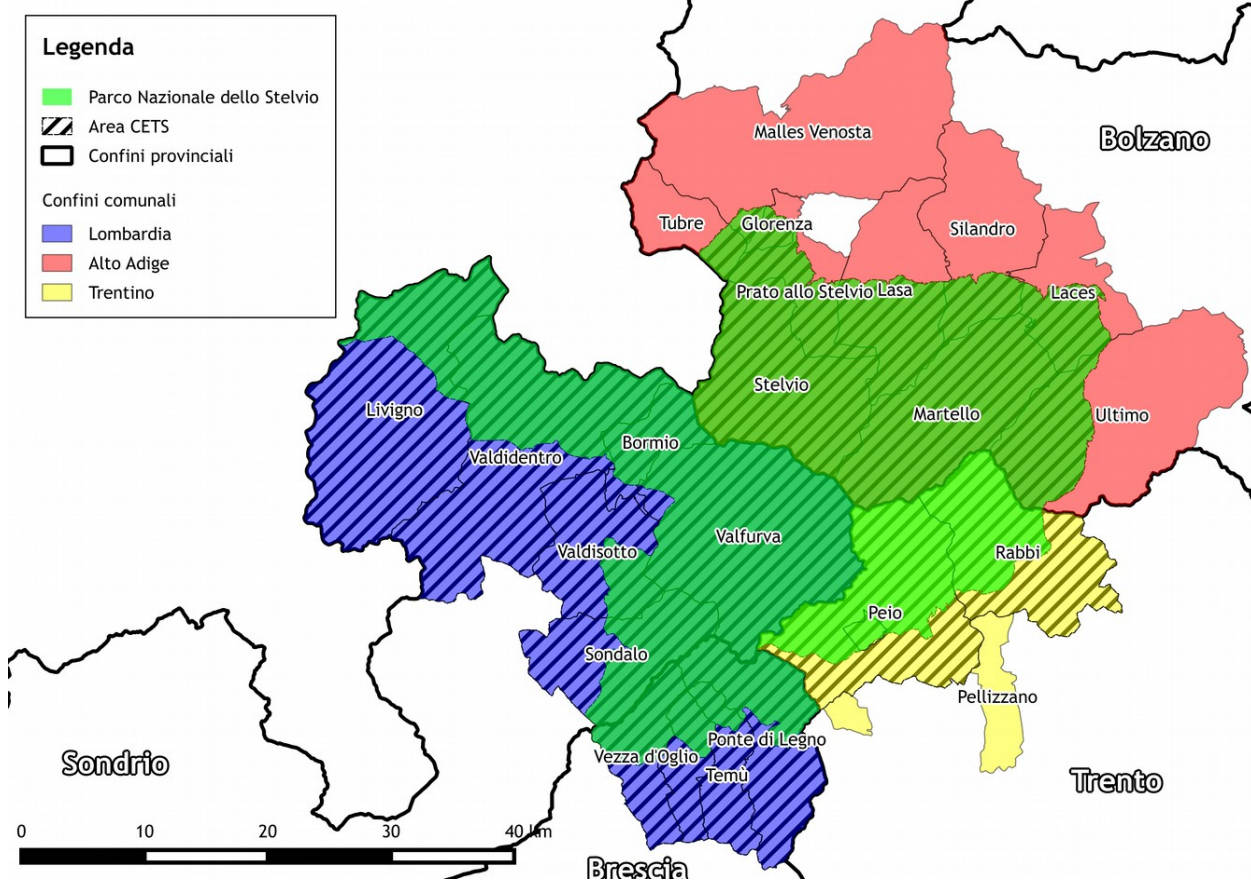 Legenda
Parco Nazionale dello Stelvio
Area CETS
Confini provinciali
Confini comunali
Lombardia
Alto Adige
Trentino
Malles Venosta
Bolzano
Tubre
Glorenza
Silandro
Prato allo Stelvio
Lasa
Laces
Stelvio
Livigno
Martello
Ultimo
Bormio
Valdidentro
Valfurva
Valdisotto
Rabbi
Peio
Sondalo
Pellizzano
Ponte di Legno
Vezza d'Oglio
Sondrio
Temù
Trento
0 10 20 30 40 km
Brescia